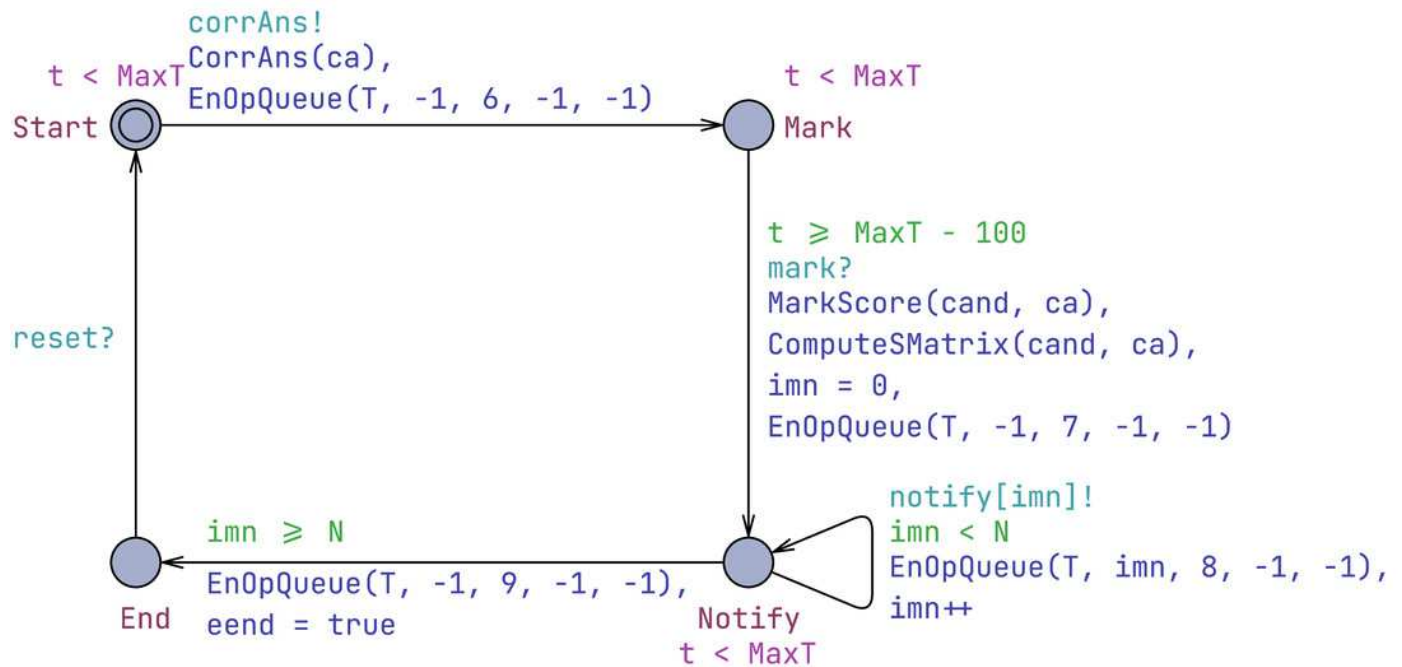 corrAns!
CorrAns(ca),
EnOpQueue(T, -1, 6, -1, -1)
t < MaxT
Start
t < MaxT
Mark
t ⩾ MaxT - 100
mark?
MarkScore(cand, ca),
ComputeSMatrix(cand, ca),
imn = 0,
EnOpQueue(T, -1, 7, -1, -1)
reset?
notify[imn]!
imn < N
EnOpQueue(T, imn, 8, -1, -1),
imn++
imn ⩾ N
EnOpQueue(T, -1, 9, -1, -1),
eend = true
End
Notify
t < MaxT